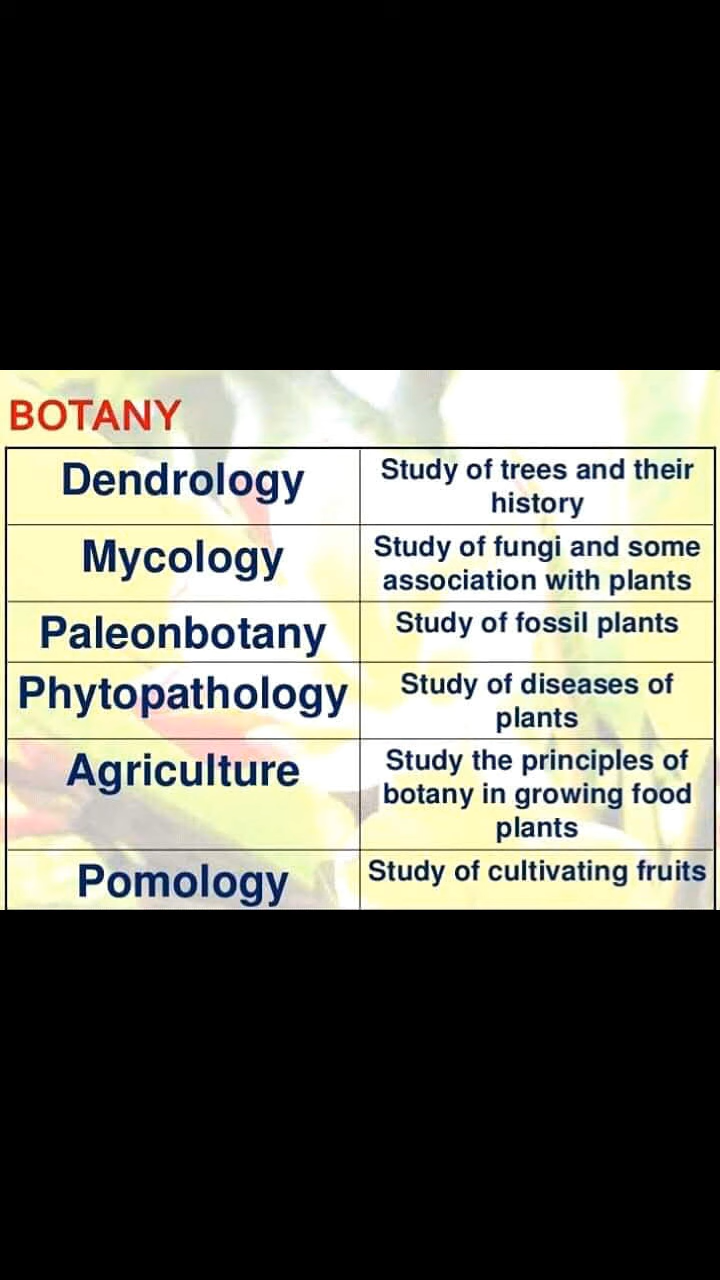 BOTANY
Dendrology
Study of trees and their
history
Mycology
Study of fungi and some
association with plants
Paleonbotany
Study of fossil plants
Phytopathology
Study of diseases of
plants
Agriculture
Study the principles of
botany in growing food
plants
Pomology
Study of cultivating fruits